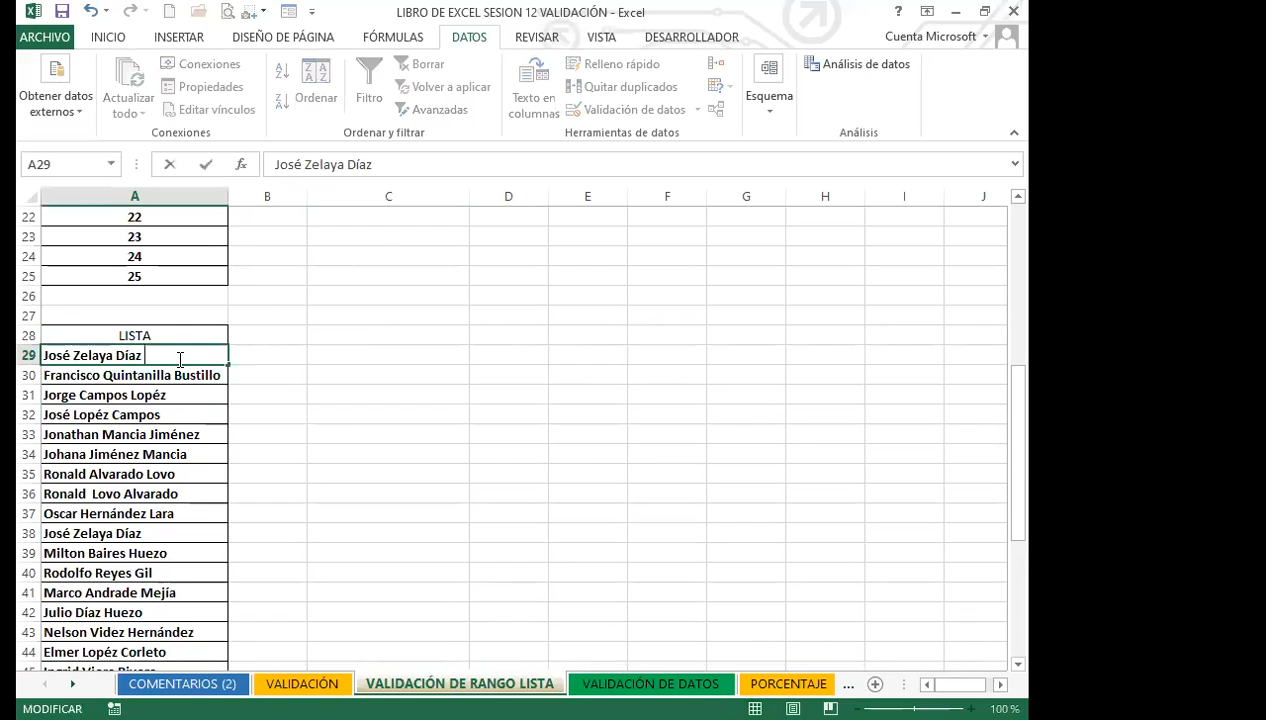 LIBRO DE EXCEL SESION 12 VALIDACIÓN - Excel
ARCHIVO INICIO INSERTAR DISEÑO DE PÁGINA FÓRMULAS DATOS REVISAR VISTA DESARROLLADOR Cuenta Microsoft
Obtener datos externos
Actualizar todo
Conexiones
Propiedades
Editar vínculos
Conexiones
Ordenar
Filtro
Borrar
Volver a aplicar
Avanzadas
Ordenar y filtrar
Texto en columnas
Relleno rápido
Quitar duplicados
Validación de datos
Herramientas de datos
Esquema
Análisis de datos
Análisis
A29 José Zelaya Díaz
A B C D E F G H I J
22 22
23 23
24 24
25 25
26
27
28 LISTA
29 José Zelaya Díaz
30 Francisco Quintanilla Bustillo
31 Jorge Campos Lopéz
32 José Lopéz Campos
33 Jonathan Mancia Jiménez
34 Johana Jiménez Mancia
35 Ronald Alvarado Lovo
36 Ronald  Lovo Alvarado
37 Oscar Hernández Lara
38 José Zelaya Díaz
39 Milton Baires Huezo
40 Rodolfo Reyes Gil
41 Marco Andrade Mejía
42 Julio Díaz Huezo
43 Nelson Videz Hernández
44 Elmer Lopéz Corleto
COMENTARIOS (2) VALIDACIÓN VALIDACIÓN DE RANGO LISTA VALIDACIÓN DE DATOS PORCENTAJE ...
MODIFICAR 100 %